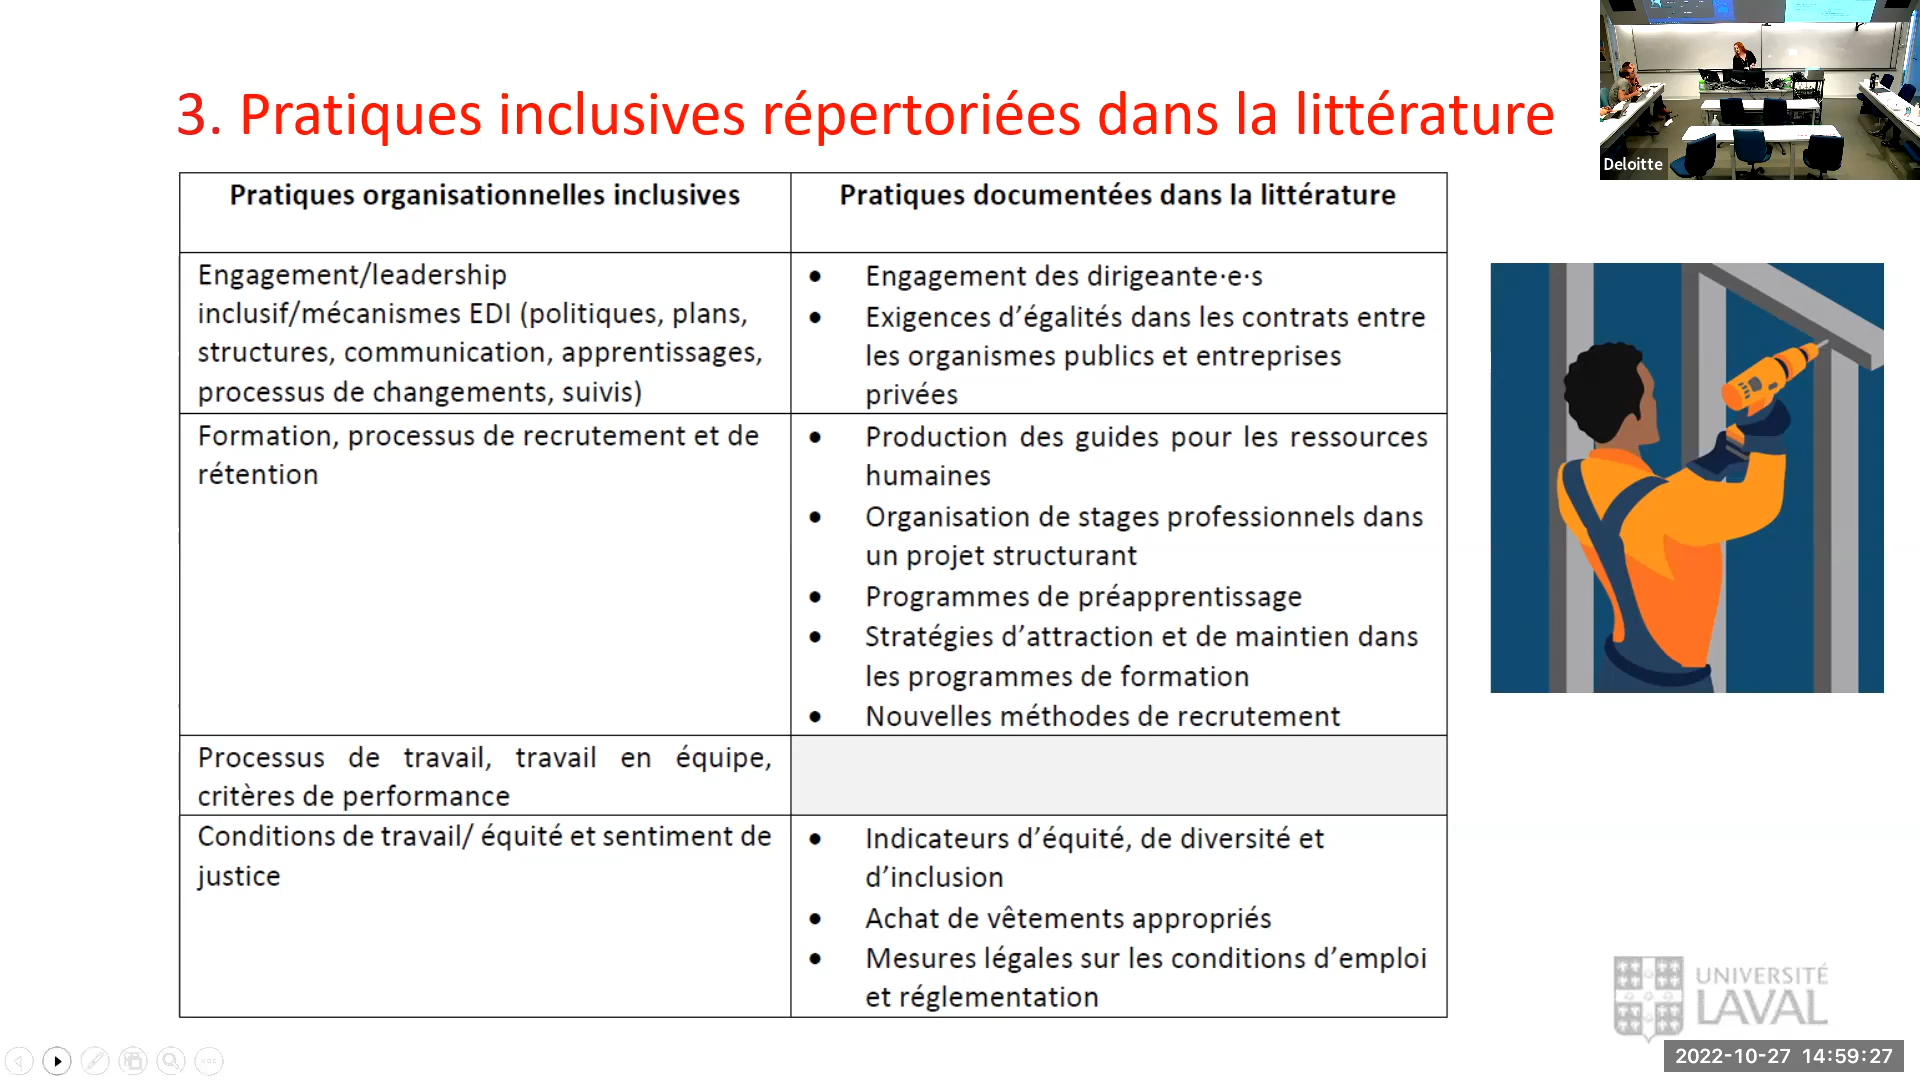 3. Pratiques inclusives répertoriées dans la littérature
Deloitte
Pratiques organisationnelles inclusives
Pratiques documentées dans la littérature
Engagement/leadership
inclusif/mécanismes EDI (politiques, plans,
structures, communication, apprentissages,
processus de changements, suivis)
• Engagement des dirigeante·e·s
• Exigences d’égalités dans les contrats entre
les organismes publics et entreprises
privées
Formation, processus de recrutement et de
rétention
• Production des guides pour les ressources
humaines
• Organisation de stages professionnels dans
un projet structurant
• Programmes de préapprentissage
• Stratégies d’attraction et de maintien dans
les programmes de formation
• Nouvelles méthodes de recrutement
Processus de travail, travail en équipe,
critères de performance
Conditions de travail/ équité et sentiment de
justice
• Indicateurs d’équité, de diversité et
d’inclusion
• Achat de vêtements appropriés
• Mesures légales sur les conditions d’emploi
et réglementation
UNIVERSITÉ
LAVAL
2022-10-27 14:59:27